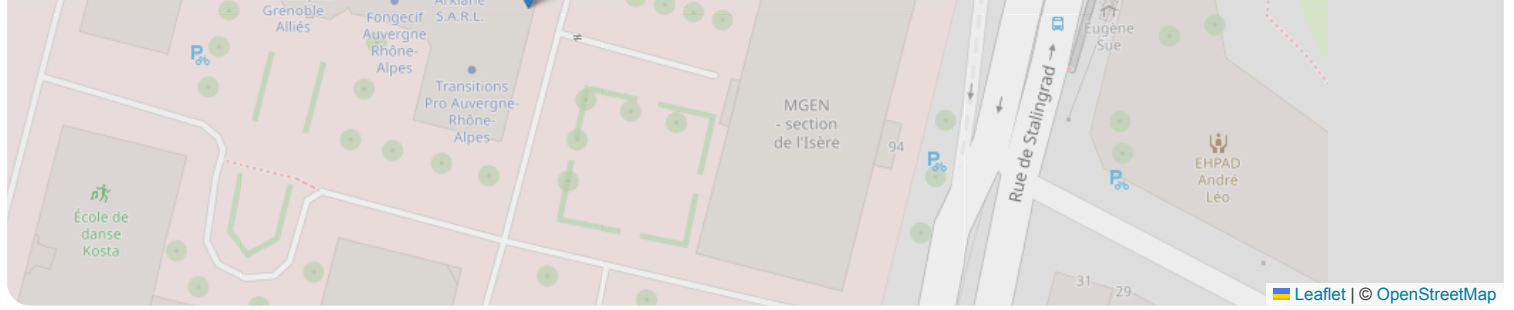 Grenoble
Alliés
Fongecif
Auvergne
Rhône-
Alpes
Arkiane
S.A.R.L.
Transitions
Pro Auvergne-
Rhône-
Alpes
MGEN
- section
de l'Isère
94
Rue de Stalingrad
Eugène
Sue
EHPAD
André
Léo
École de
danse
Kosta
P
P
P
31
29
Leaflet | © OpenStreetMap